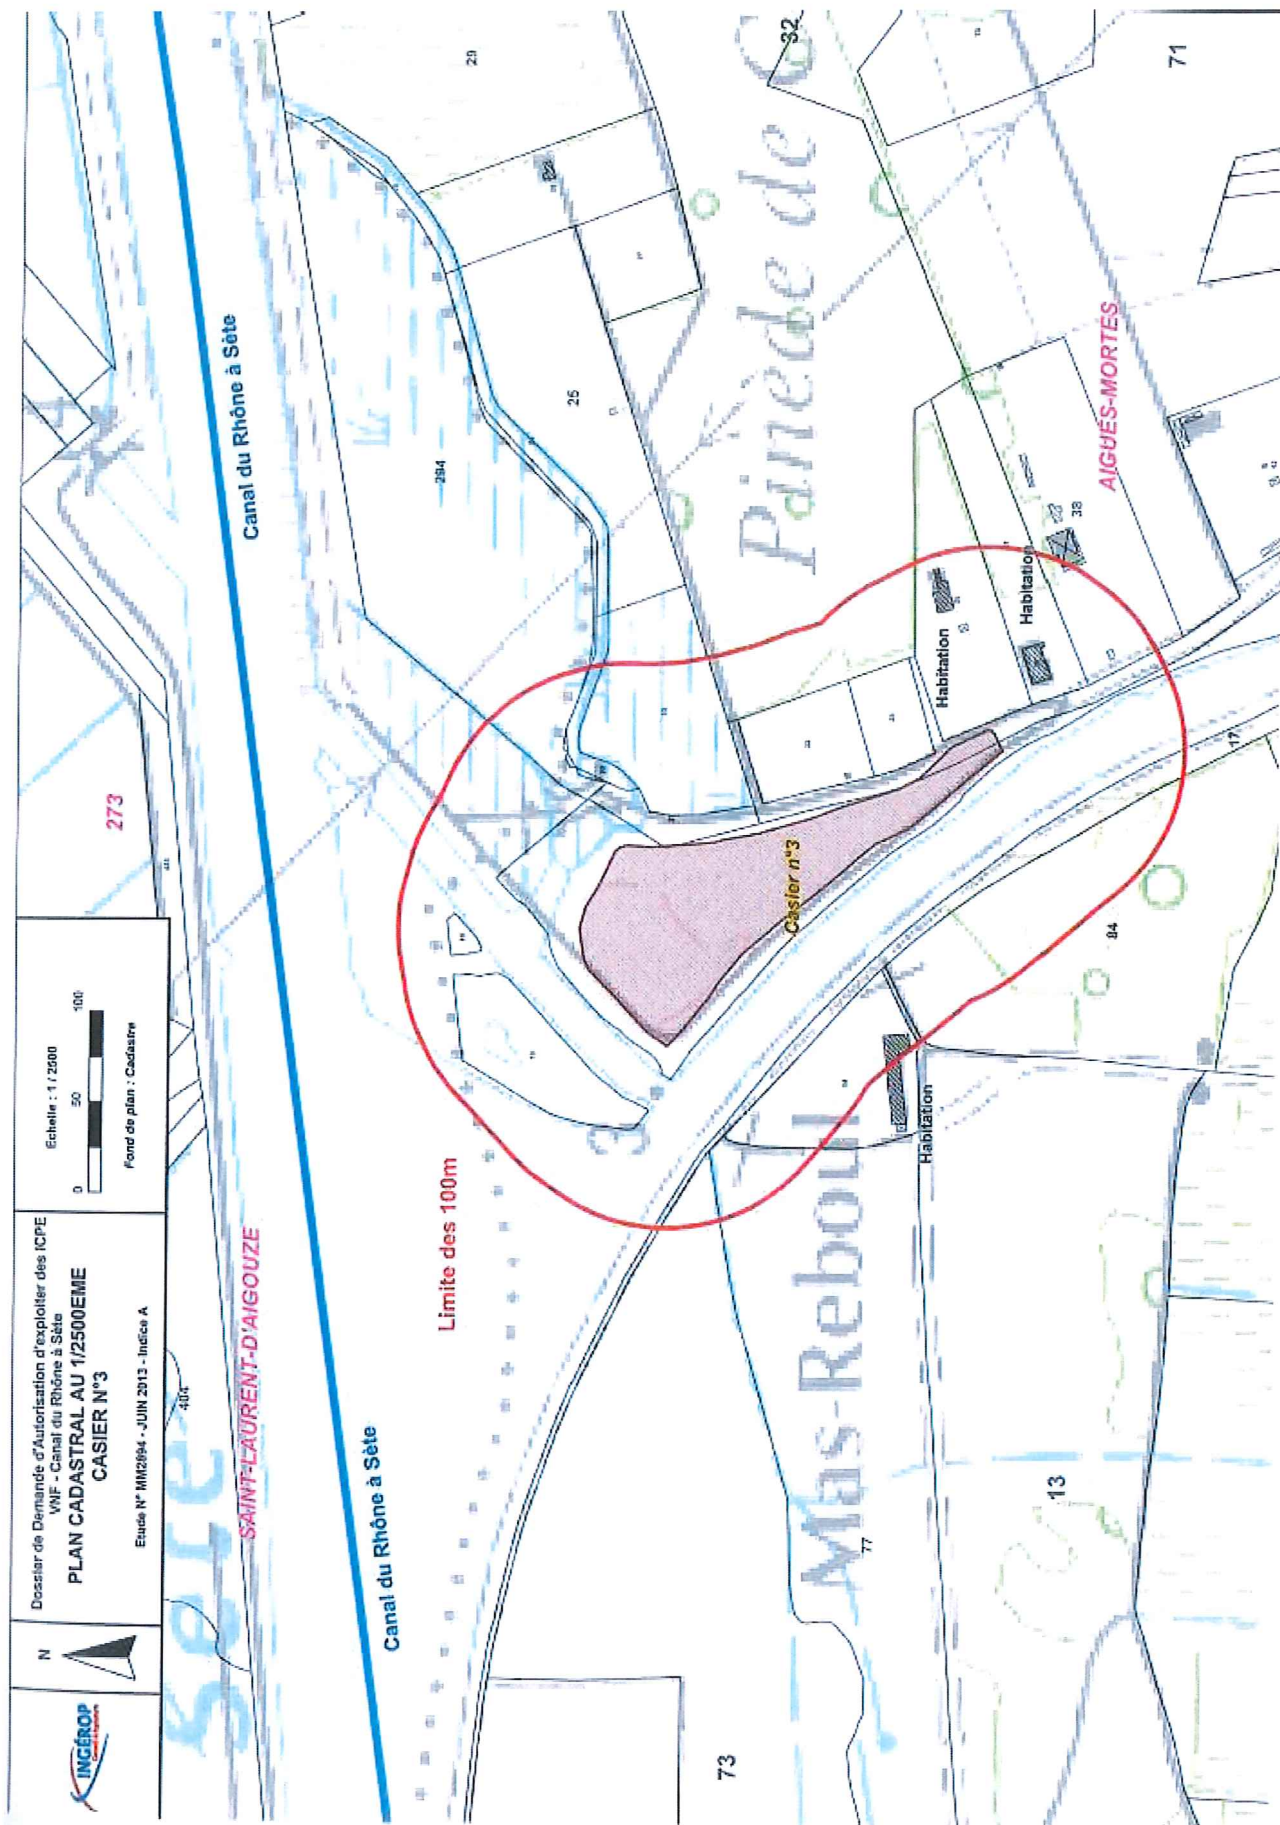 INGÉROP
N
Dossier de Demande d'Autorisation d'exploiter des ICPE
VNF - Canal du Rhône à Sète
PLAN CADASTRAL AU 1/2500EME
CASIER N°3
Etude N° MM2894 - JUIN 2013 - Indice A
Echelle : 1 / 2500
0 50 100
Fond de plan : Cadastre
404
273
SAINT-LAURENT-D'AIGOUZE
Canal du Rhône à Sète
Canal du Rhône à Sète
Limite des 100m
294
29
25
32
71
Pinède de
AIGUES-MORTES
Casier n°3
Habitation
Habitation
38
Habitation
3
Mas-Reboul
84
17
77
13
73